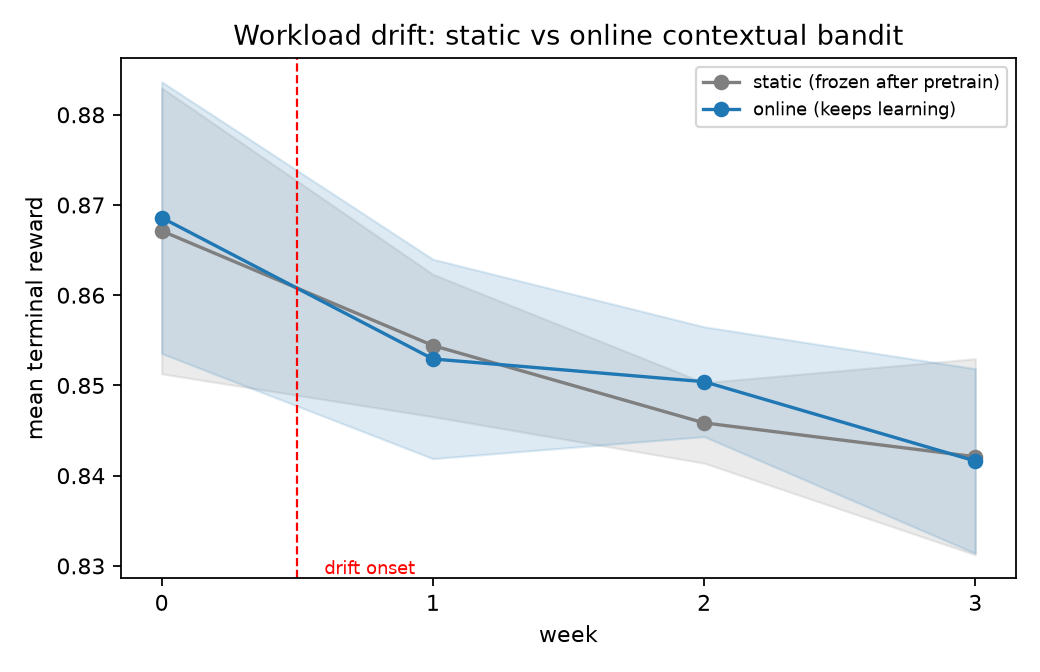 Workload drift: static vs online contextual bandit
static (frozen after pretrain)
online (keeps learning)
mean terminal reward
0.88
0.87
0.86
0.85
0.84
0.83
drift onset
0
1
2
3
week